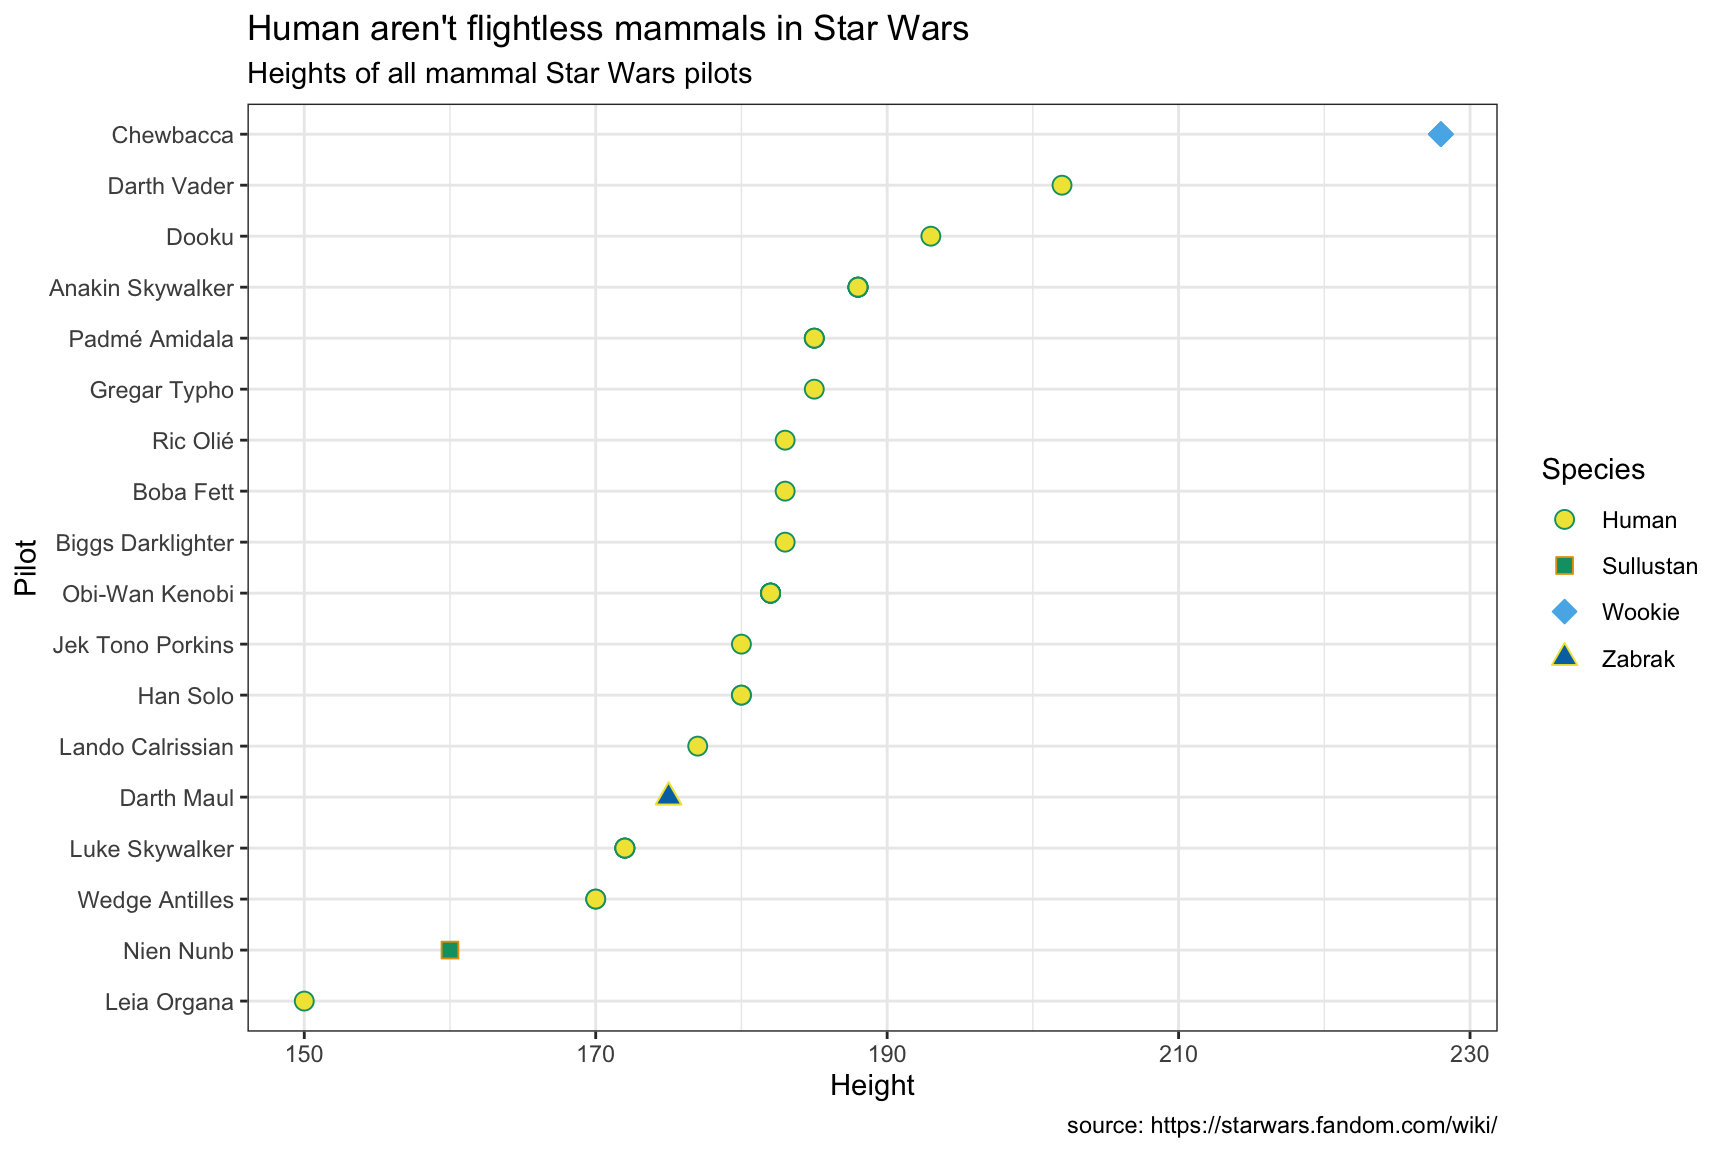 Human aren't flightless mammals in Star Wars
Heights of all mammal Star Wars pilots
Chewbacca
Darth Vader
Dooku
Anakin Skywalker
Padmé Amidala
Gregar Typho
Ric Olié
Boba Fett
Biggs Darklighter
Obi-Wan Kenobi
Jek Tono Porkins
Han Solo
Lando Calrissian
Darth Maul
Luke Skywalker
Wedge Antilles
Nien Nunb
Leia Organa
Pilot
150 170 190 210 230
Height
Species
Human
Sullustan
Wookie
Zabrak
source: https://starwars.fandom.com/wiki/